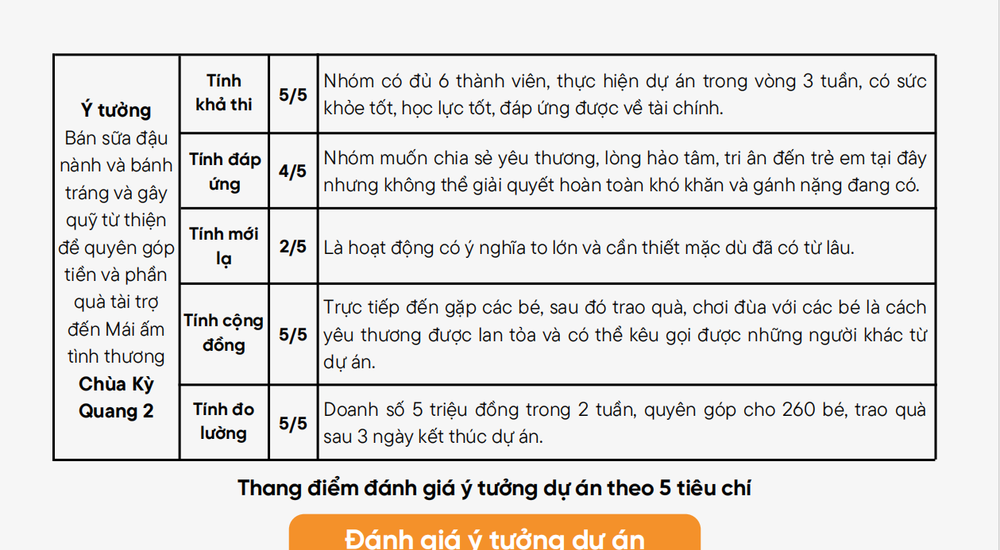 Ý tưởng
Bán sữa đậu
nành và bánh
tráng và gây
quỹ từ thiện
để quyên góp
tiền và phần
quà tài trợ
đến Mái ấm
tình thương
Chùa Kỳ
Quang 2
Tính
khả thi
5/5
Nhóm có đủ 6 thành viên, thực hiện dự án trong vòng 3 tuần, có sức
khỏe tốt, học lực tốt, đáp ứng được về tài chính.
Tính đáp
ứng
4/5
Nhóm muốn chia sẻ yêu thương, lòng hảo tâm, tri ân đến trẻ em tại đây
nhưng không thể giải quyết hoàn toàn khó khăn và gánh nặng đang có.
Tính mới
lạ
2/5
Là hoạt động có ý nghĩa to lớn và cần thiết mặc dù đã có từ lâu.
Tính cộng
đồng
5/5
Trực tiếp đến gặp các bé, sau đó trao quà, chơi đùa với các bé là cách
yêu thương được lan tỏa và có thể kêu gọi được những người khác từ
dự án.
Tính đo
lường
5/5
Doanh số 5 triệu đồng trong 2 tuần, quyên góp cho 260 bé, trao quà
sau 3 ngày kết thúc dự án.
Thang điểm đánh giá ý tưởng dự án theo 5 tiêu chí
Đánh giá ý tưởng dự án